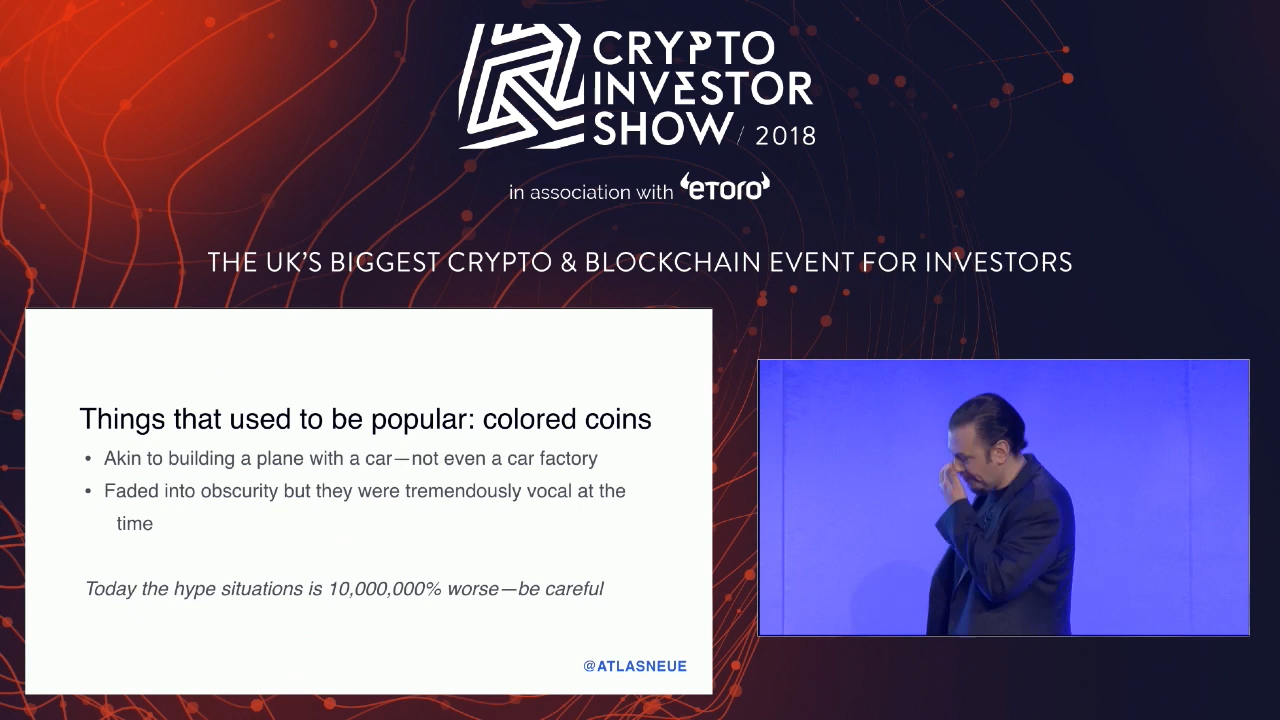 CRYPTO
INVESTOR
SHOW / 2018
in association with eToro
THE UK'S BIGGEST CRYPTO & BLOCKCHAIN EVENT FOR INVESTORS
Things that used to be popular: colored coins
• Akin to building a plane with a car—not even a car factory
• Faded into obscurity but they were tremendously vocal at the
time
Today the hype situations is 10,000,000% worse—be careful
@ATLASNEUE